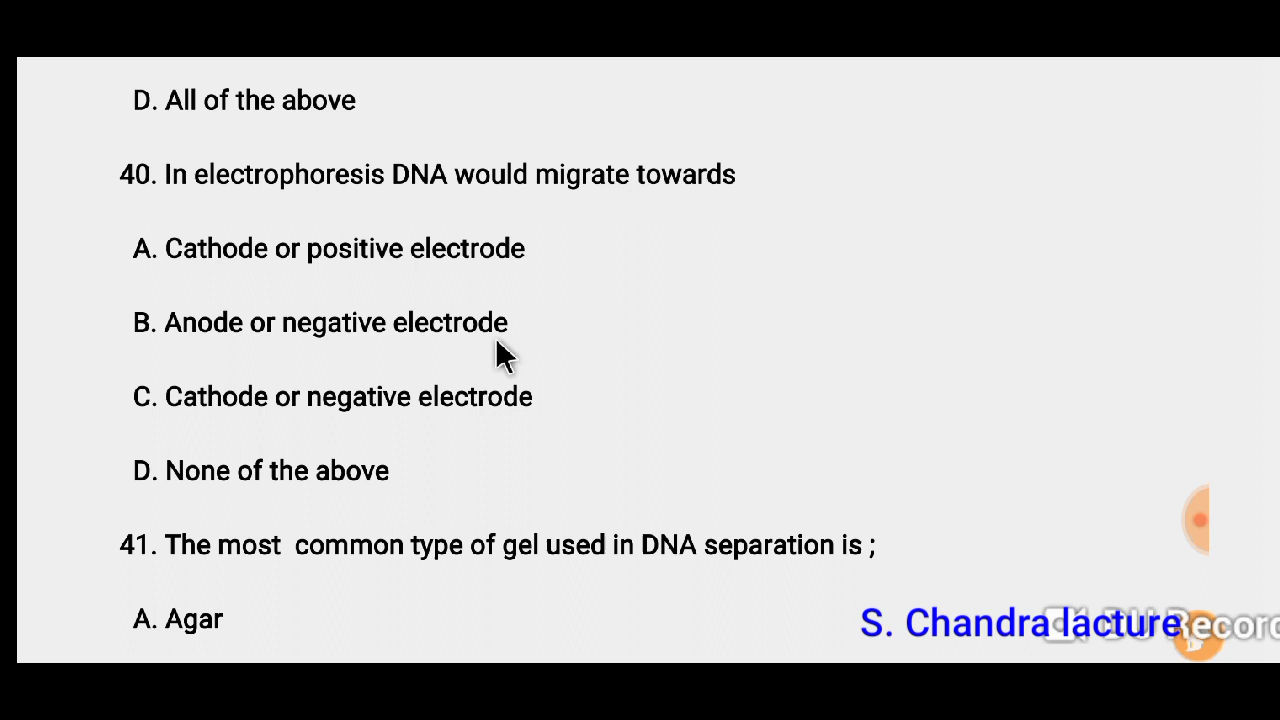 D. All of the above
40. In electrophoresis DNA would migrate towards
A. Cathode or positive electrode
B. Anode or negative electrode
C. Cathode or negative electrode
D. None of the above
41. The most common type of gel used in DNA separation is ;
A. Agar
S. Chandra lacture
DU Recor